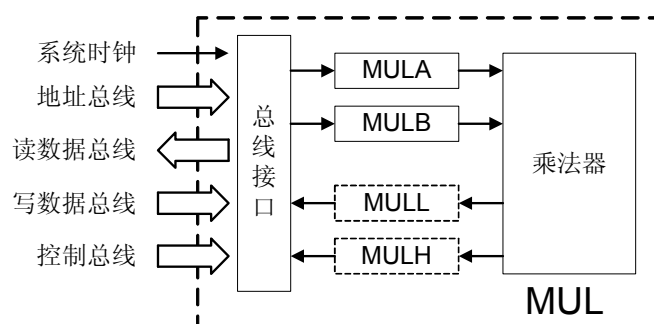 系统时钟
地址总线
读数据总线
写数据总线
控制总线
总线接口
MULA
MULB
MULL
MULH
乘法器
MUL